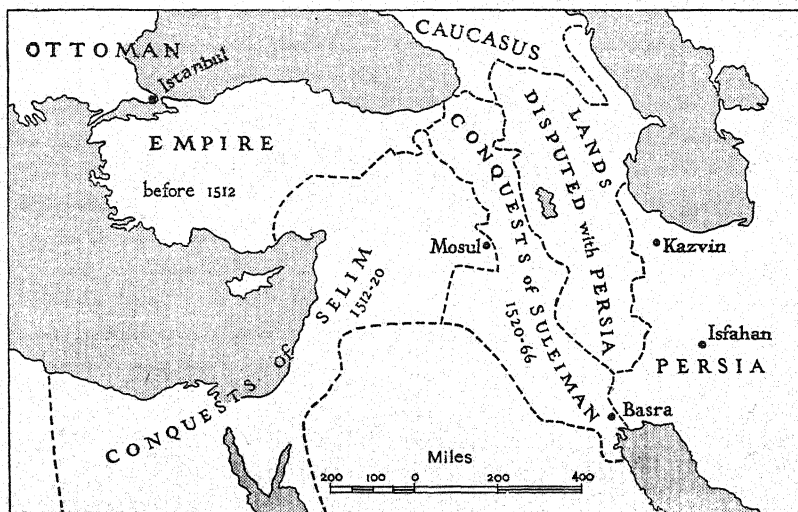 OTTOMAN
Istanbul
EMPIRE
before 1512
CAUCASUS
LANDS
DISPUTED with PERSIA
CONQUESTS of SULEIMAN
1520-66
CONQUESTS of SELIM
1512-20
Mosul
Kazvin
Isfahan
PERSIA
Basra
Miles
200 100 0 200 400